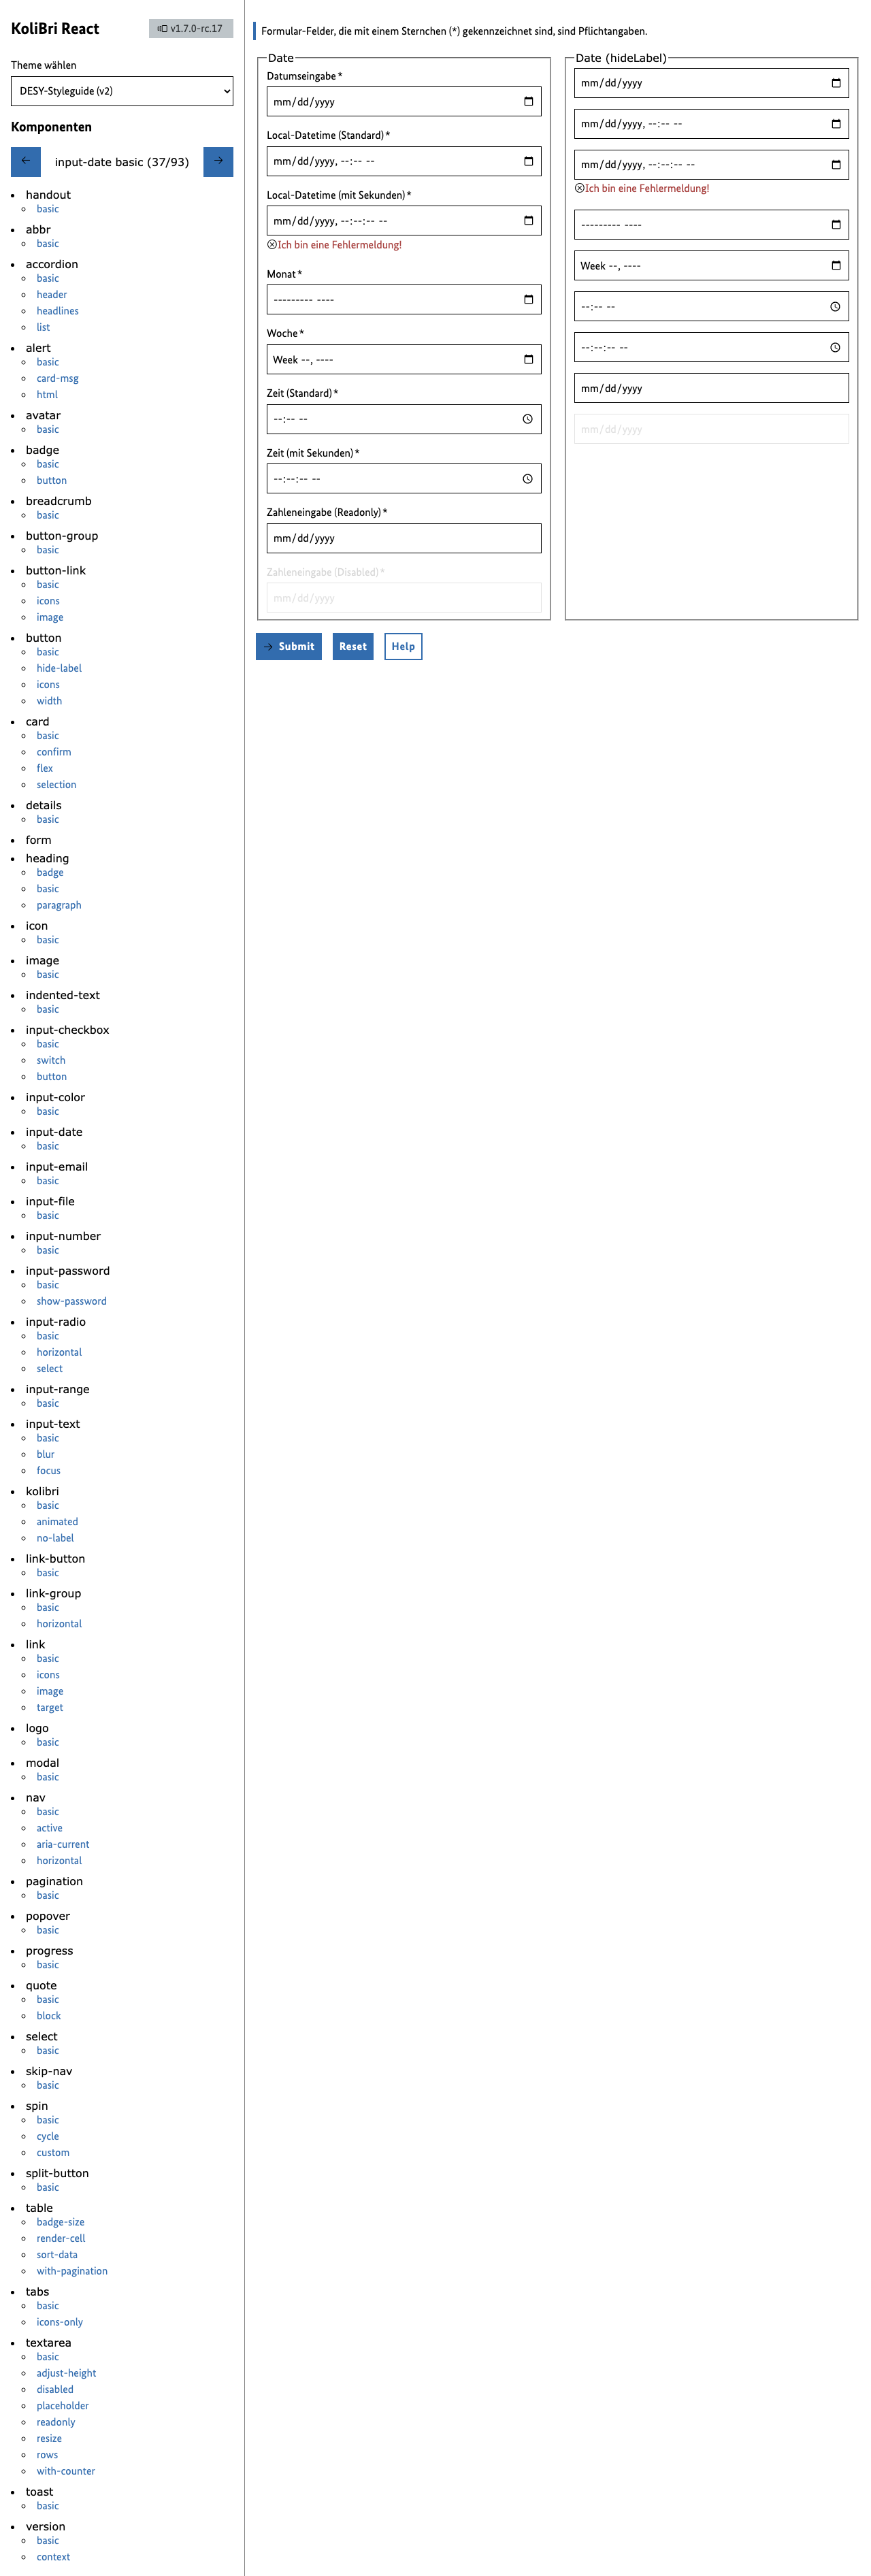 KoliBri React
v1.7.0-rc.17
Theme wählen
DESY-Styleguide (v2)
Komponenten
← input-date basic (37/93) →
handout
basic
abbr
basic
accordion
basic
header
headlines
list
alert
basic
card-msg
html
avatar
basic
badge
basic
button
breadcrumb
basic
button-group
basic
button-link
basic
icons
image
button
basic
hide-label
icons
width
card
basic
confirm
flex
selection
details
basic
form
heading
badge
basic
paragraph
icon
basic
image
basic
indented-text
basic
input-checkbox
basic
switch
button
input-color
basic
input-date
basic
input-email
basic
input-file
basic
input-number
basic
input-password
basic
show-password
input-radio
basic
horizontal
select
input-range
basic
input-text
basic
blur
focus
kolibri
basic
animated
no-label
link-button
basic
link-group
basic
horizontal
link
basic
icons
image
target
logo
basic
modal
basic
nav
basic
active
aria-current
horizontal
pagination
basic
popover
basic
progress
basic
quote
basic
block
select
basic
skip-nav
basic
spin
basic
cycle
custom
split-button
basic
table
badge-size
render-cell
sort-data
with-pagination
tabs
basic
icons-only
textarea
basic
adjust-height
disabled
placeholder
readonly
resize
rows
with-counter
toast
basic
version
basic
context
Formular-Felder, die mit einem Sternchen (*) gekennzeichnet sind, sind Pflichtangaben.
Date
Datumseingabe*
mm/dd/yyyy
Local-Datetime (Standard)*
mm/dd/yyyy, --:-- --
Local-Datetime (mit Sekunden)*
mm/dd/yyyy, --:--:-- --
Ich bin eine Fehlermeldung!
Monat*
--------- ----
Woche*
Week --, ----
Zeit (Standard)*
--:-- --
Zeit (mit Sekunden)*
--:--:-- --
Zahleneingabe (Readonly)*
mm/dd/yyyy
Zahleneingabe (Disabled)*
mm/dd/yyyy
Date (hideLabel)
mm/dd/yyyy
mm/dd/yyyy, --:-- --
mm/dd/yyyy, --:--:-- --
Ich bin eine Fehlermeldung!
--------- ----
Week --, ----
--:-- --
--:--:-- --
mm/dd/yyyy
mm/dd/yyyy
→ Submit
Reset
Help